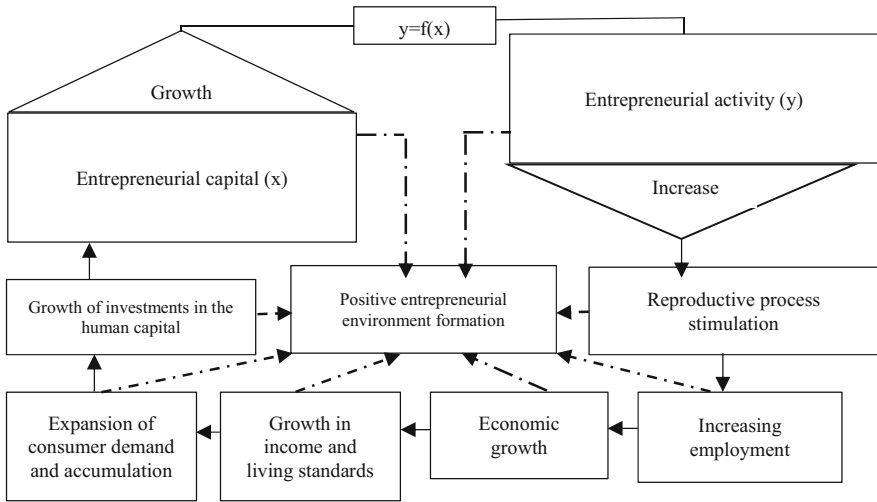 y=f(x)
Growth
Entrepreneurial capital (x)
Entrepreneurial activity (y)
Increase
Growth of investments in the
human capital
Positive entrepreneurial
environment formation
Reproductive process
stimulation
Expansion of
consumer demand
and accumulation
Growth in
income and
living standards
Economic
growth
Increasing
employment